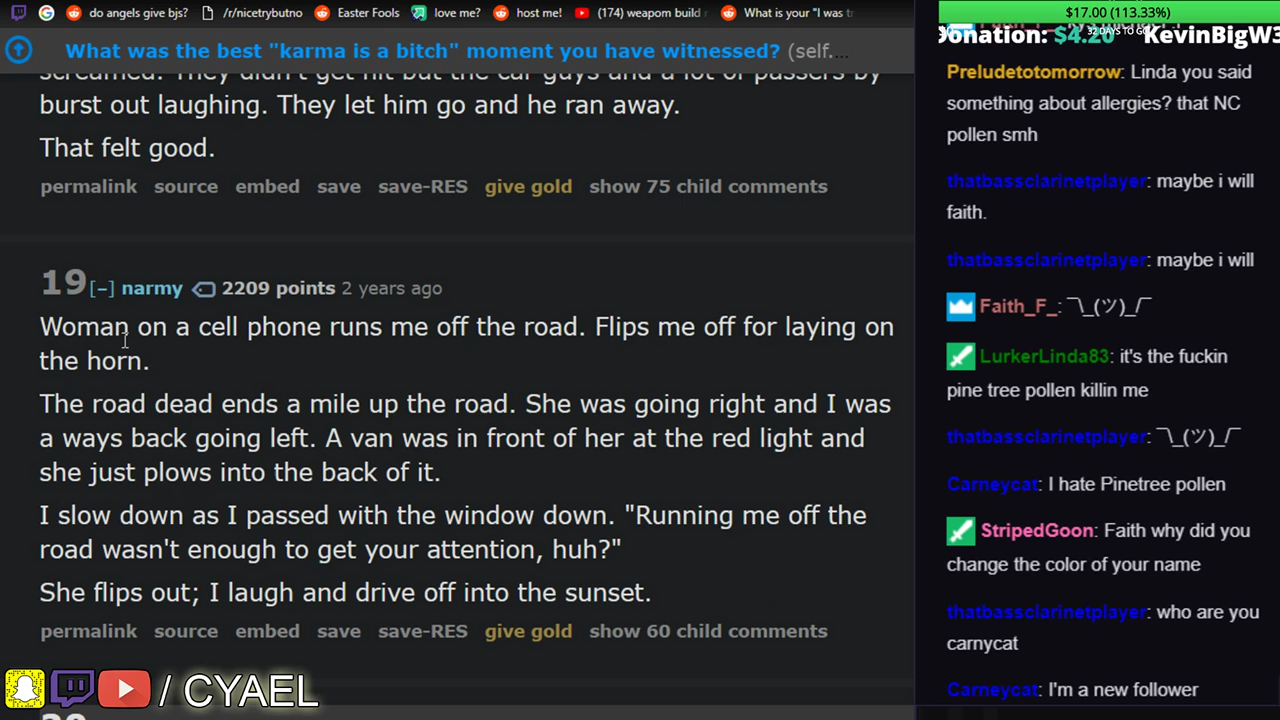 do angels give bjs?
/r/nicetrybutno
Easter Fools
love me?
host me!
(174) weapom build
What is your "I was t
What was the best "karma is a bitch" moment you have witnessed? (self....
screamed. They didn't get hit but the car guys and a lot of passers by
burst out laughing. They let him go and he ran away.
That felt good.
permalink source embed save save-RES give gold show 75 child comments
19 [–] narmy 2209 points 2 years ago
Woman on a cell phone runs me off the road. Flips me off for laying on
the horn.
The road dead ends a mile up the road. She was going right and I was
a ways back going left. A van was in front of her at the red light and
she just plows into the back of it.
I slow down as I passed with the window down. "Running me off the
road wasn't enough to get your attention, huh?"
She flips out; I laugh and drive off into the sunset.
permalink source embed save save-RES give gold show 60 child comments
/ CYAEL
$17.00 (113.33%)
32 DAYS TO GO
Donation: $4.20 KevinBigW3
Preludetotomorrow: Linda you said
something about allergies? that NC
pollen smh
thatbassclarinetplayer: maybe i will
faith.
thatbassclarinetplayer: maybe i will
Faith_F_: ¯\_(ツ)_/¯
LurkerLinda83: it's the fuckin
pine tree pollen killin me
thatbassclarinetplayer: ¯\_(ツ)_/¯
Carneycat: I hate Pinetree pollen
StripedGoon: Faith why did you
change the color of your name
thatbassclarinetplayer: who are you
carnycat
Carneycat: I'm a new follower